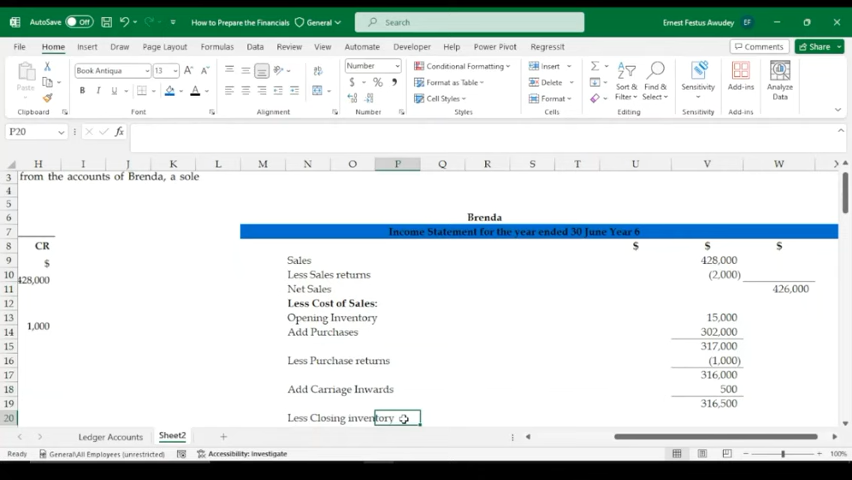 AutoSave Off How to Prepare the Financials General Search Ernest Festus Awudey EF
File Home Insert Draw Page Layout Formulas Data Review View Automate Developer Help Power Pivot Regressit Comments Share
Paste Book Antiqua 13 Number Conditional Formatting Format as Table Cell Styles Insert Delete Format Sort & Filter Find & Select Sensitivity Add-ins Analyze Data
Clipboard Font Alignment Number Styles Cells Editing Sensitivity Add-ins
P20 fx
H I J K L M N O P Q R S T U V W X
3 from the accounts of Brenda, a sole
4
5
6 Brenda
7 Income Statement for the year ended 30 June Year 6
8 CR $ $ $
9 $ Sales 428,000
10 428,000 Less Sales returns (2,000)
11 Net Sales 426,000
12 Less Cost of Sales:
13 Opening Inventory 15,000
14 1,000 Add Purchases 302,000
15 317,000
16 Less Purchase returns (1,000)
17 316,000
18 Add Carriage Inwards 500
19 316,500
20 Less Closing inventory
Ledger Accounts Sheet2
Ready General\All Employees (unrestricted) Accessibility: Investigate 100%